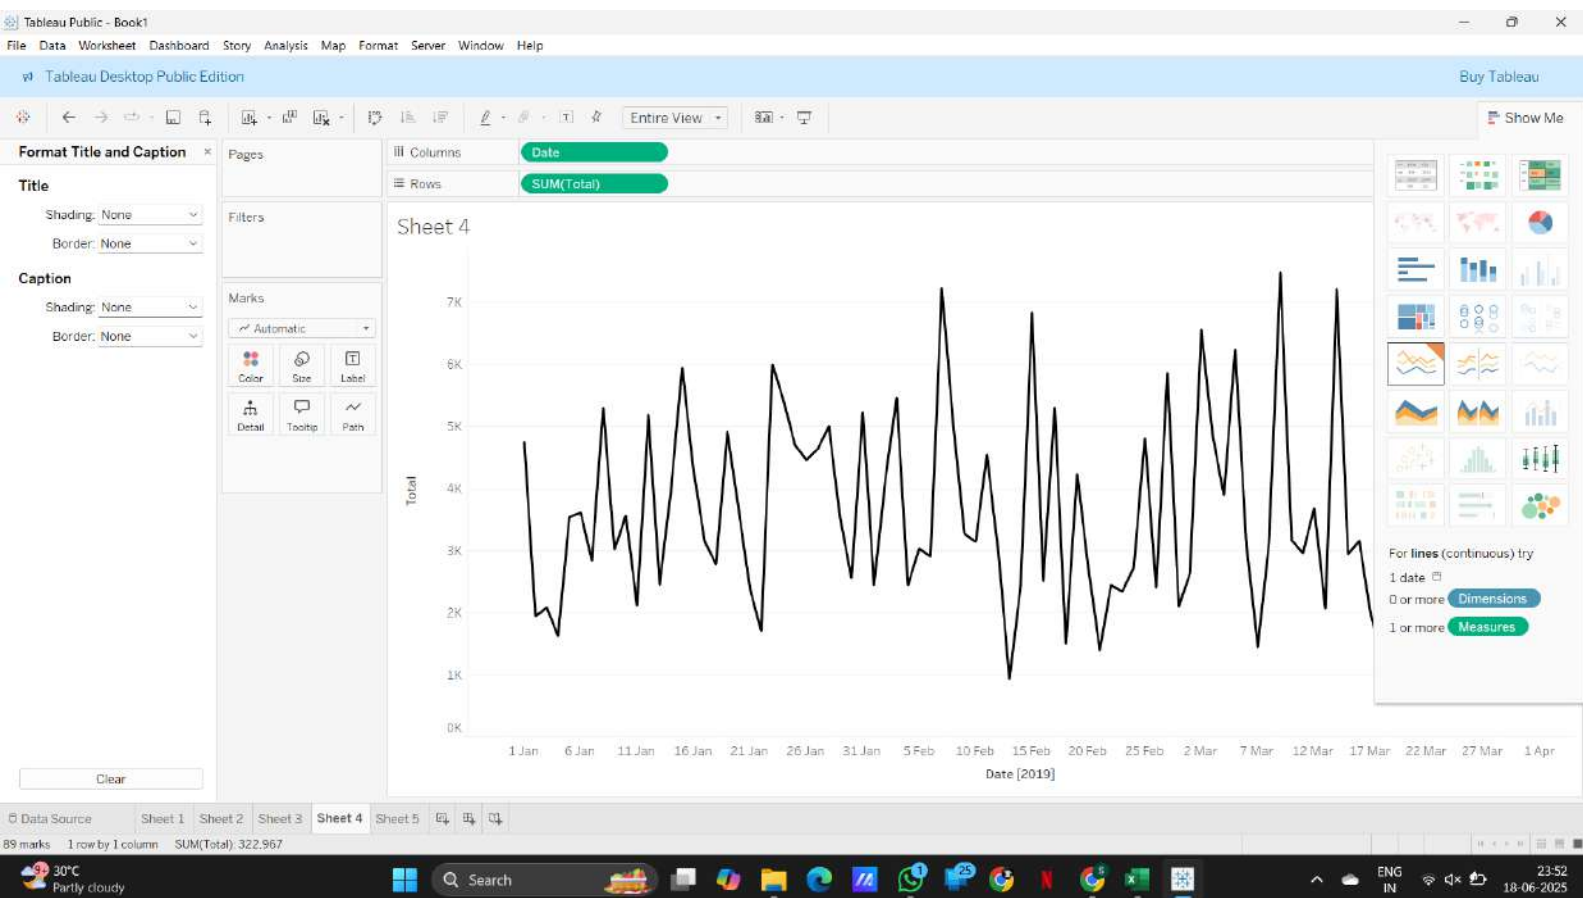 Tableau Public - Book1
File Data Worksheet Dashboard Story Analysis Map Format Server Window Help
Tableau Desktop Public Edition
Buy Tableau
Entire View
Show Me
Format Title and Caption
Title
Shading: None
Border: None
Caption
Shading: None
Border: None
Clear
Pages
Filters
Marks
Automatic
Color Size Label
Detail Tooltip Path
Columns Date
Rows SUM(Total)
Sheet 4
7K
6K
5K
4K
3K
2K
1K
0K
Total
1 Jan 6 Jan 11 Jan 16 Jan 21 Jan 26 Jan 31 Jan 5 Feb 10 Feb 15 Feb 20 Feb 25 Feb 2 Mar 7 Mar 12 Mar 17 Mar 22 Mar 27 Mar 1 Apr
Date [2019]
For lines (continuous) try
1 date
0 or more Dimensions
1 or more Measures
Data Source Sheet 1 Sheet 2 Sheet 3 Sheet 4 Sheet 5
89 marks 1 row by 1 column SUM(Total): 322,967
30°C
Partly cloudy
Search
1
25
ENG
IN
23:52
18-06-2025